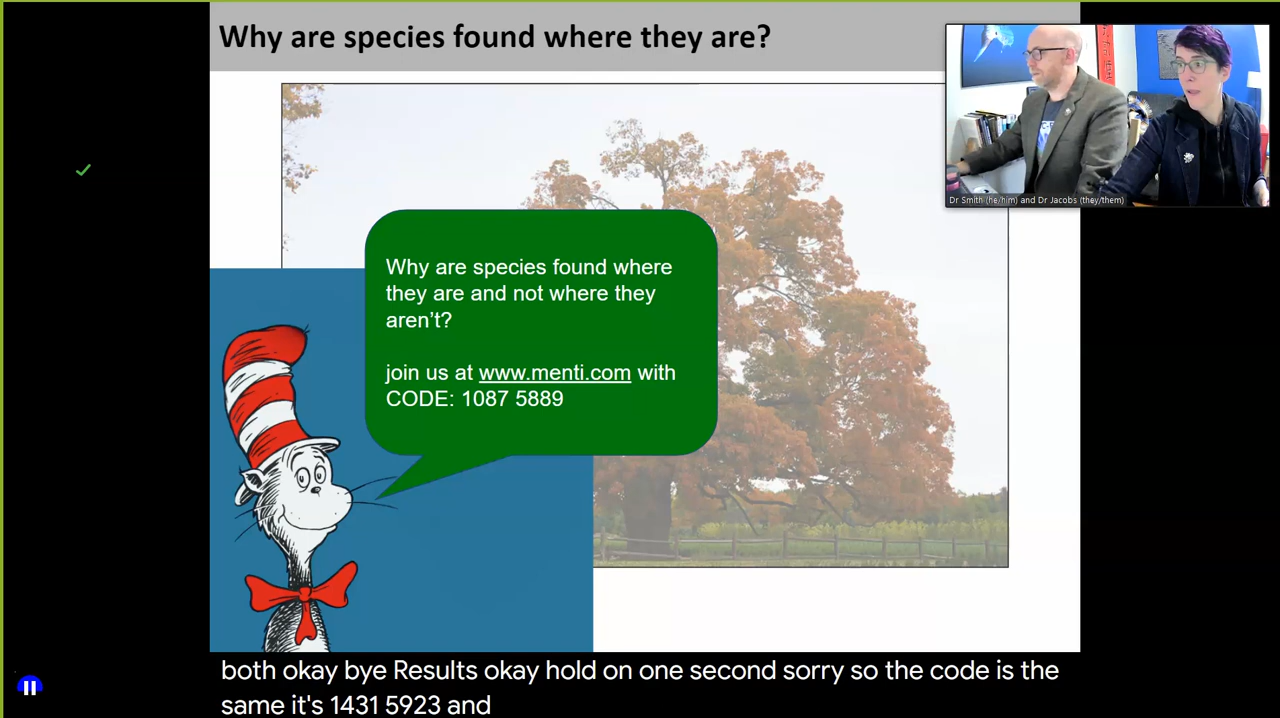 Why are species found where they are?
Dr Smith (he/him) and Dr Jacobs (they/them)
Why are species found where
they are and not where they
aren't?
join us at www.menti.com with
CODE: 1087 5889
both okay bye Results okay hold on one second sorry so the code is the
same it's 1431 5923 and